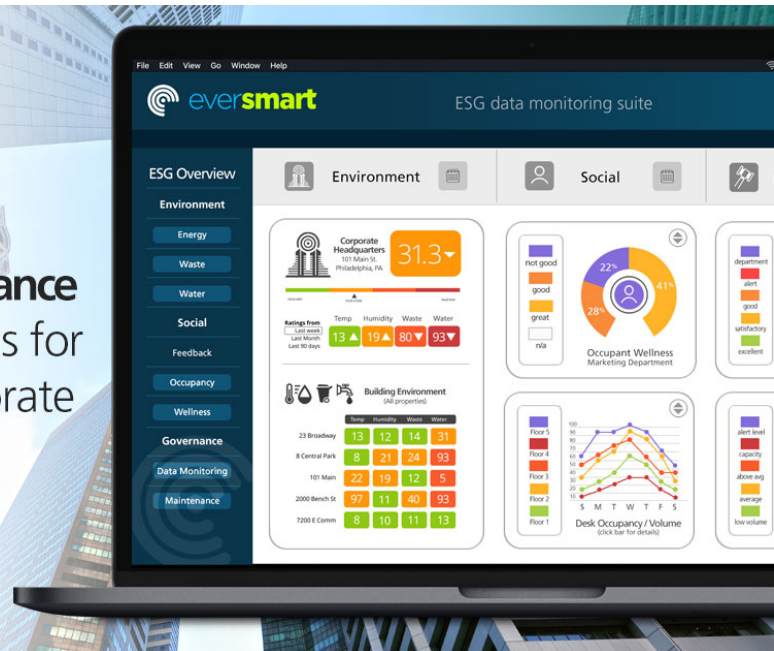 File Edit View Go Window Help
eversmart
ESG data monitoring suite
ance
s for
orate
ESG Overview
Environment
Energy
Waste
Water
Social
Feedback
Occupancy
Wellness
Governance
Data Monitoring
Maintenance
Environment
Social
Corporate
Headquarters
101 Main St.
Philadelphia, PA
31.3
Ratings from
Last week
Last Month
Last 90 days
Temp Humidity Waste Water
13 19 80 93
Building Environment
(All properties)
Temp Humidity Waste Water
23 Broadway 13 12 14 31
8 Central Park 8 21 24 93
101 Main 22 19 12 5
2000 Bench St 97 11 40 93
7200 E Comm 8 10 11 13
not good
good
great
n/a
22%
41%
28%
Occupant Wellness
Marketing Department
Floor 5
Floor 4
Floor 3
Floor 2
Floor 1
100
90
80
70
60
50
40
30
20
10
S M T W T F S
Desk Occupancy / Volume
(click bar for details)
department
alert
good
satisfactory
excellent
alert level
capacity
above avg
average
low volume